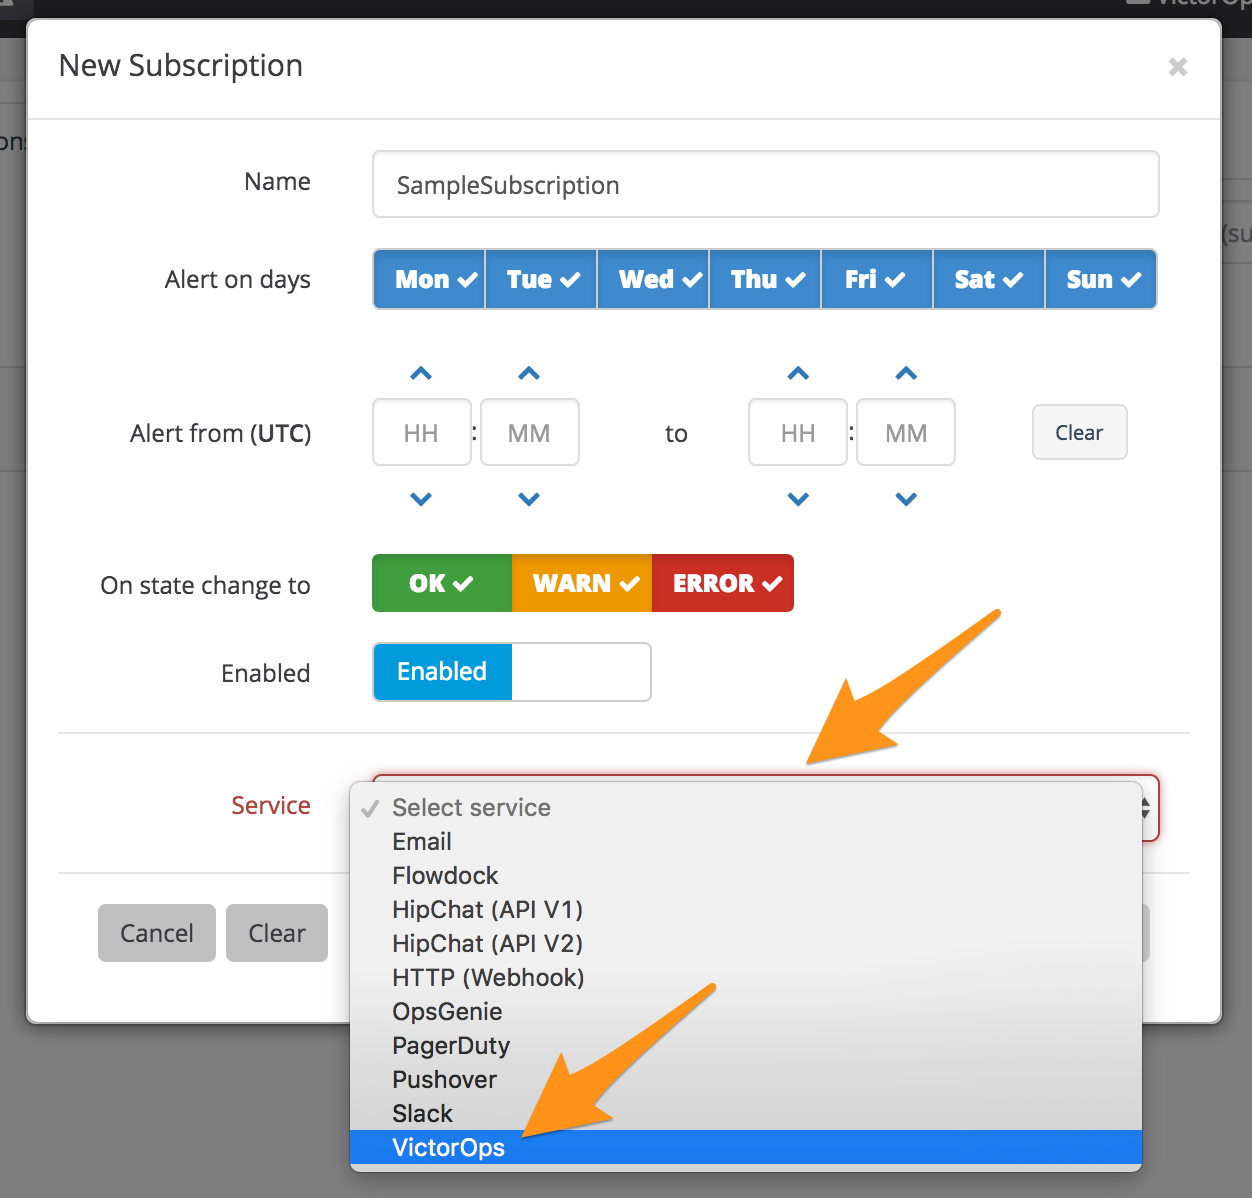 New Subscription
Name
SampleSubscription
Alert on days
Mon Tue Wed Thu Fri Sat Sun
Alert from (UTC)
HH : MM to HH : MM Clear
On state change to
OK WARN ERROR
Enabled
Enabled
Service
Select service
Email
Flowdock
HipChat (API V1)
HipChat (API V2)
HTTP (Webhook)
OpsGenie
PagerDuty
Pushover
Slack
VictorOps
Cancel Clear